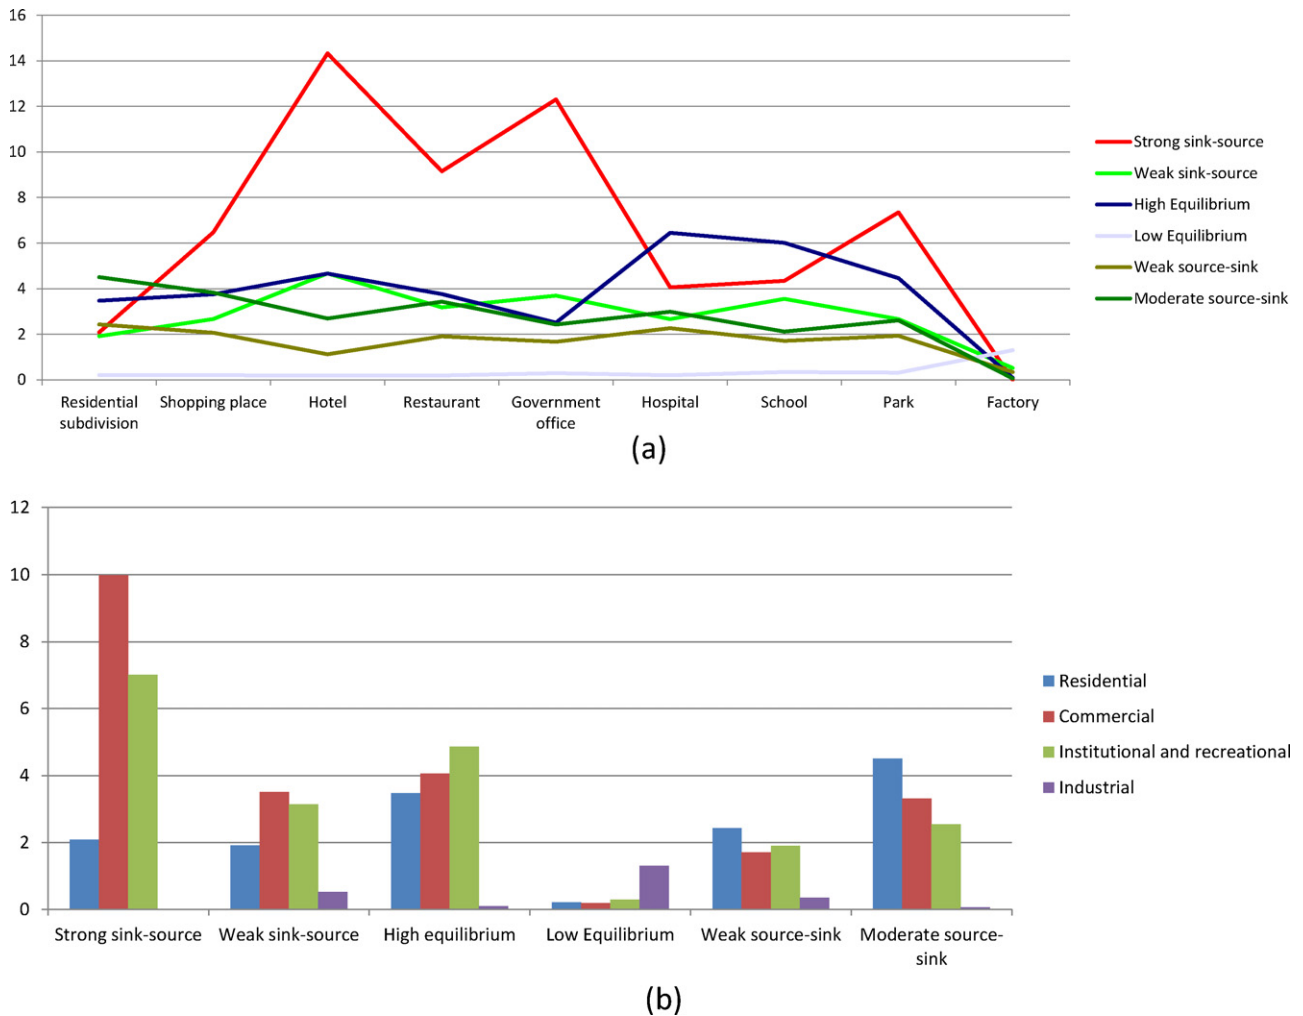 16
14
12
10
8
6
4
2
0
Residential
subdivision
Shopping place
Hotel
Restaurant
Government
office
Hospital
School
Park
Factory
Strong sink-source
Weak sink-source
High Equilibrium
Low Equilibrium
Weak source-sink
Moderate source-sink
(a)
12
10
8
6
4
2
0
Strong sink-source
Weak sink-source
High equilibrium
Low Equilibrium
Weak source-sink
Moderate source-
sink
Residential
Commercial
Institutional and recreational
Industrial
(b)